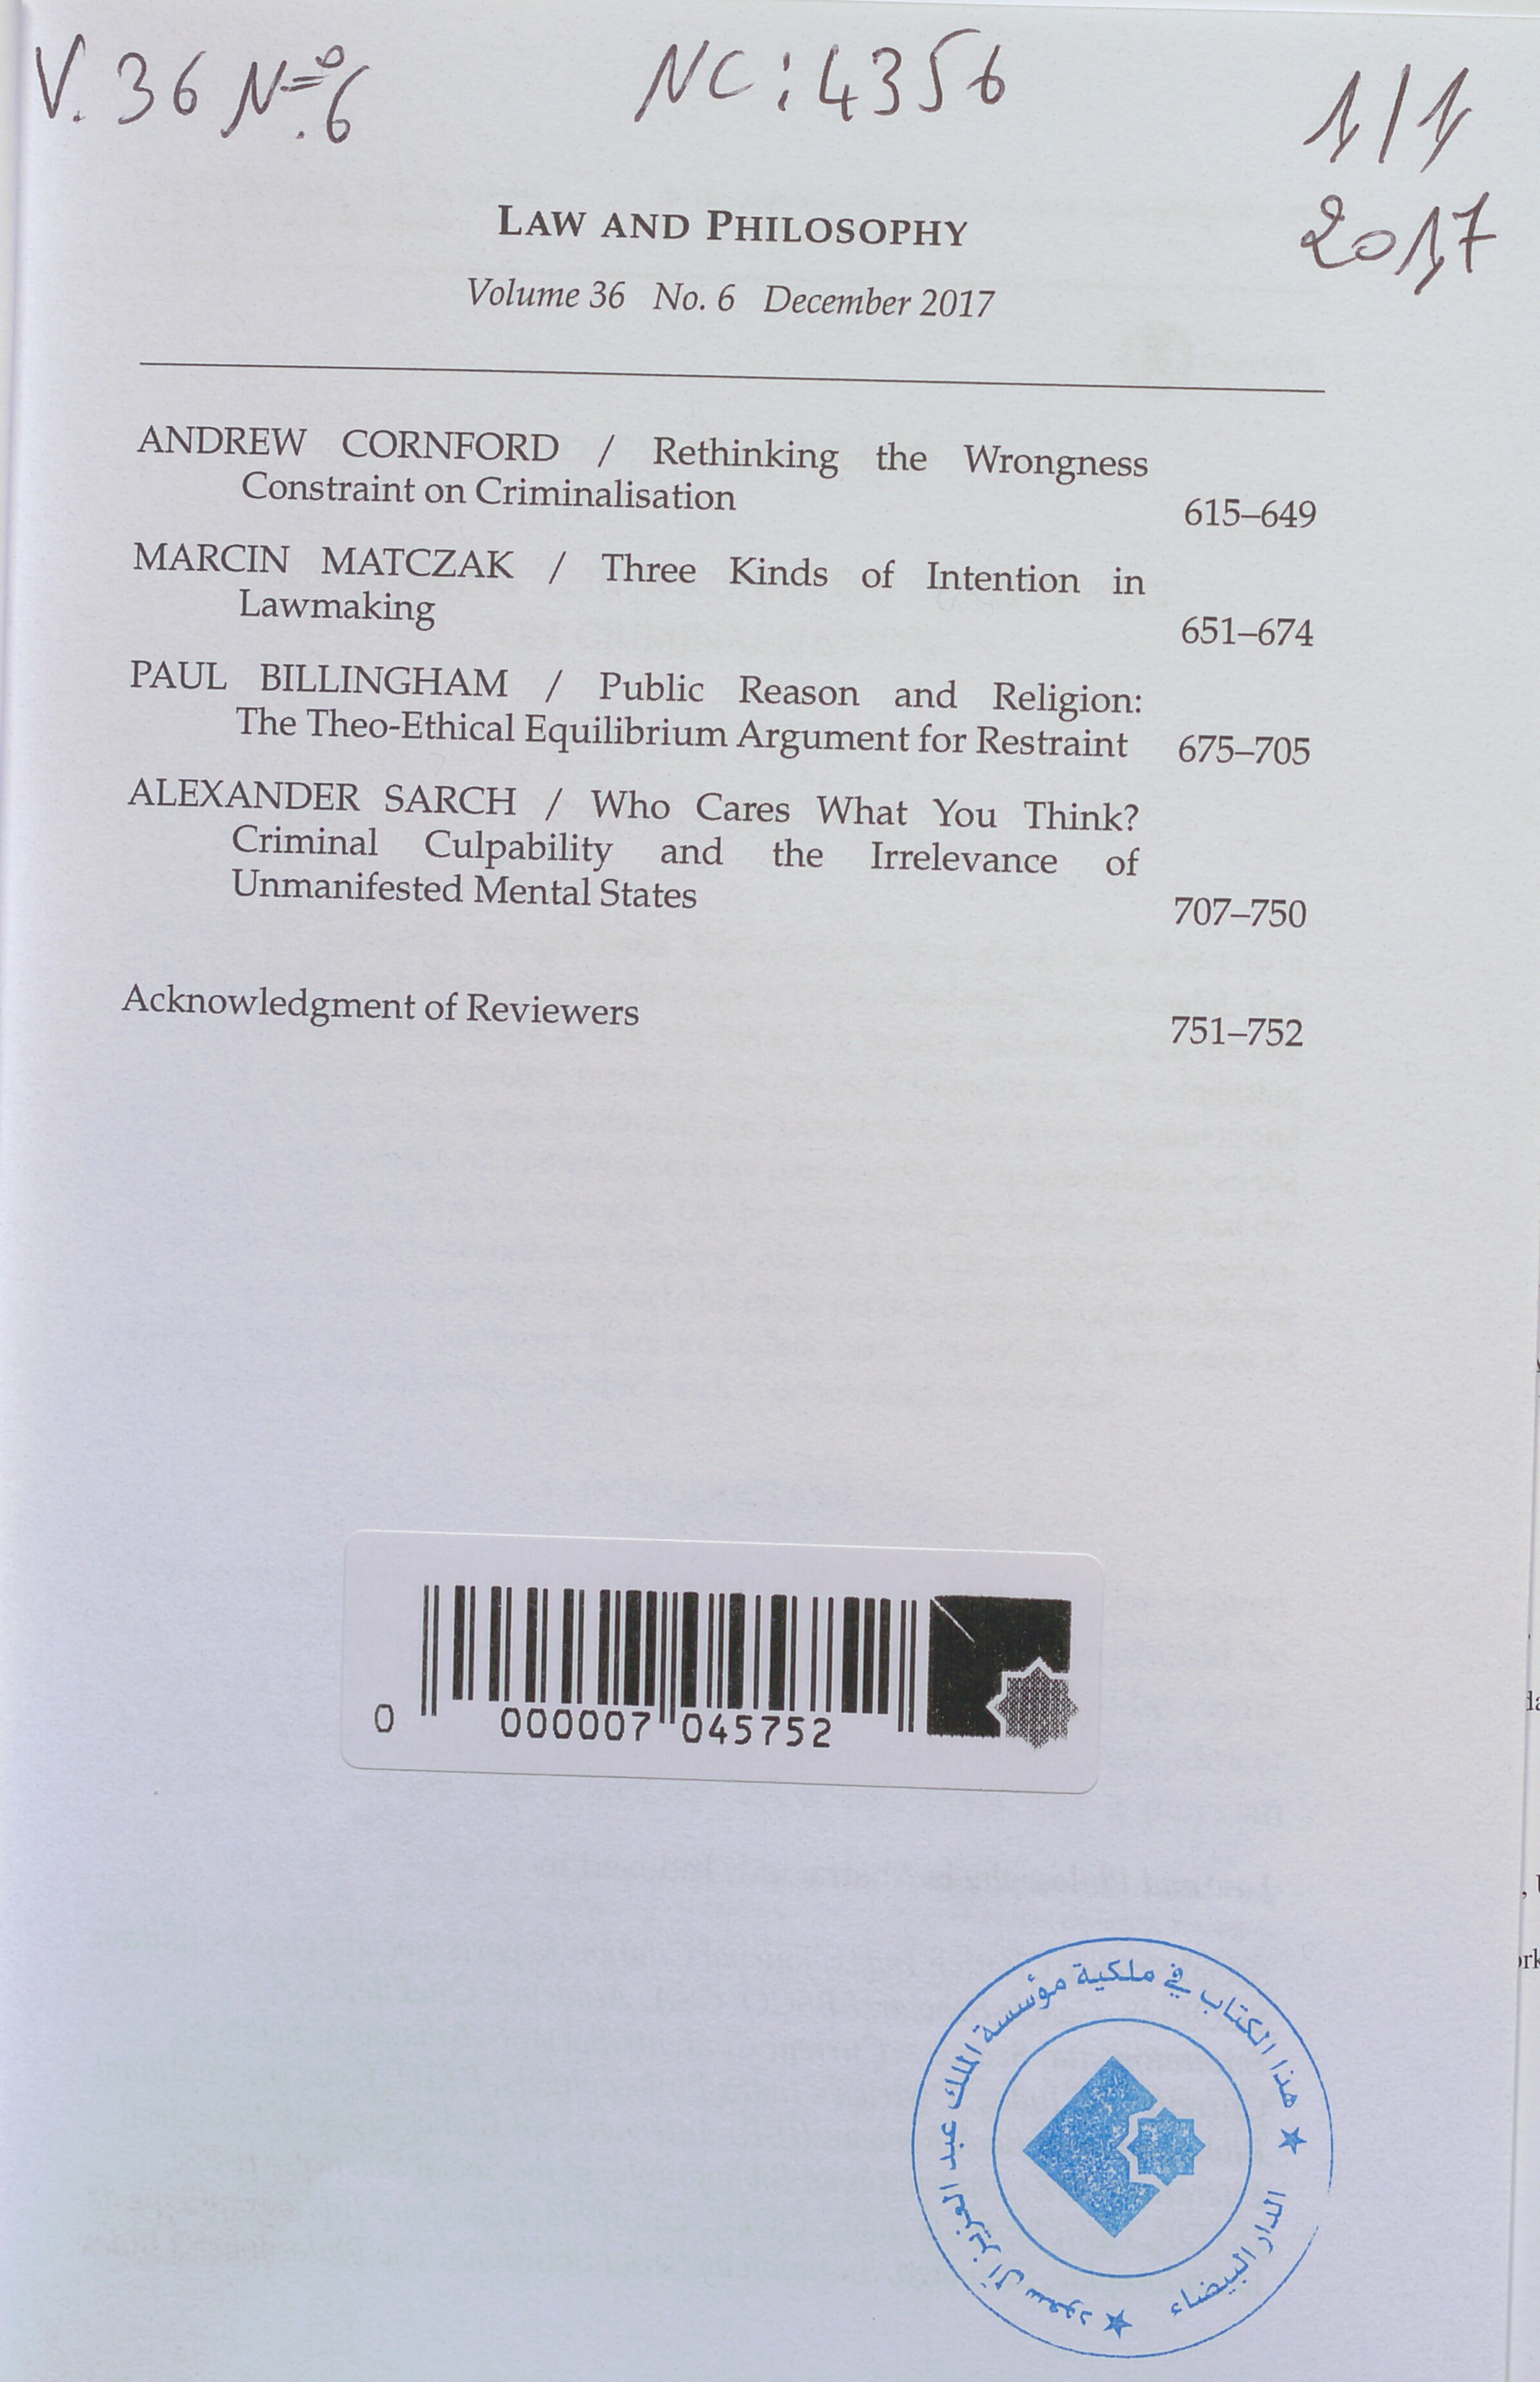 V. 36 N=º.6
NC: 4356
1/1
2017
LAW AND PHILOSOPHY
Volume 36 No. 6 December 2017
ANDREW CORNFORD / Rethinking the Wrongness
Constraint on Criminalisation 615–649
MARCIN MATCZAK / Three Kinds of Intention in
Lawmaking 651–674
PAUL BILLINGHAM / Public Reason and Religion:
The Theo-Ethical Equilibrium Argument for Restraint 675–705
ALEXANDER SARCH / Who Cares What You Think?
Criminal Culpability and the Irrelevance of
Unmanifested Mental States 707–750
Acknowledgment of Reviewers 751–752
0 000007 045752
هذا الكتاب في ملكية مؤسسة الملك عبد العزيز آل سعود
الدار البيضاء